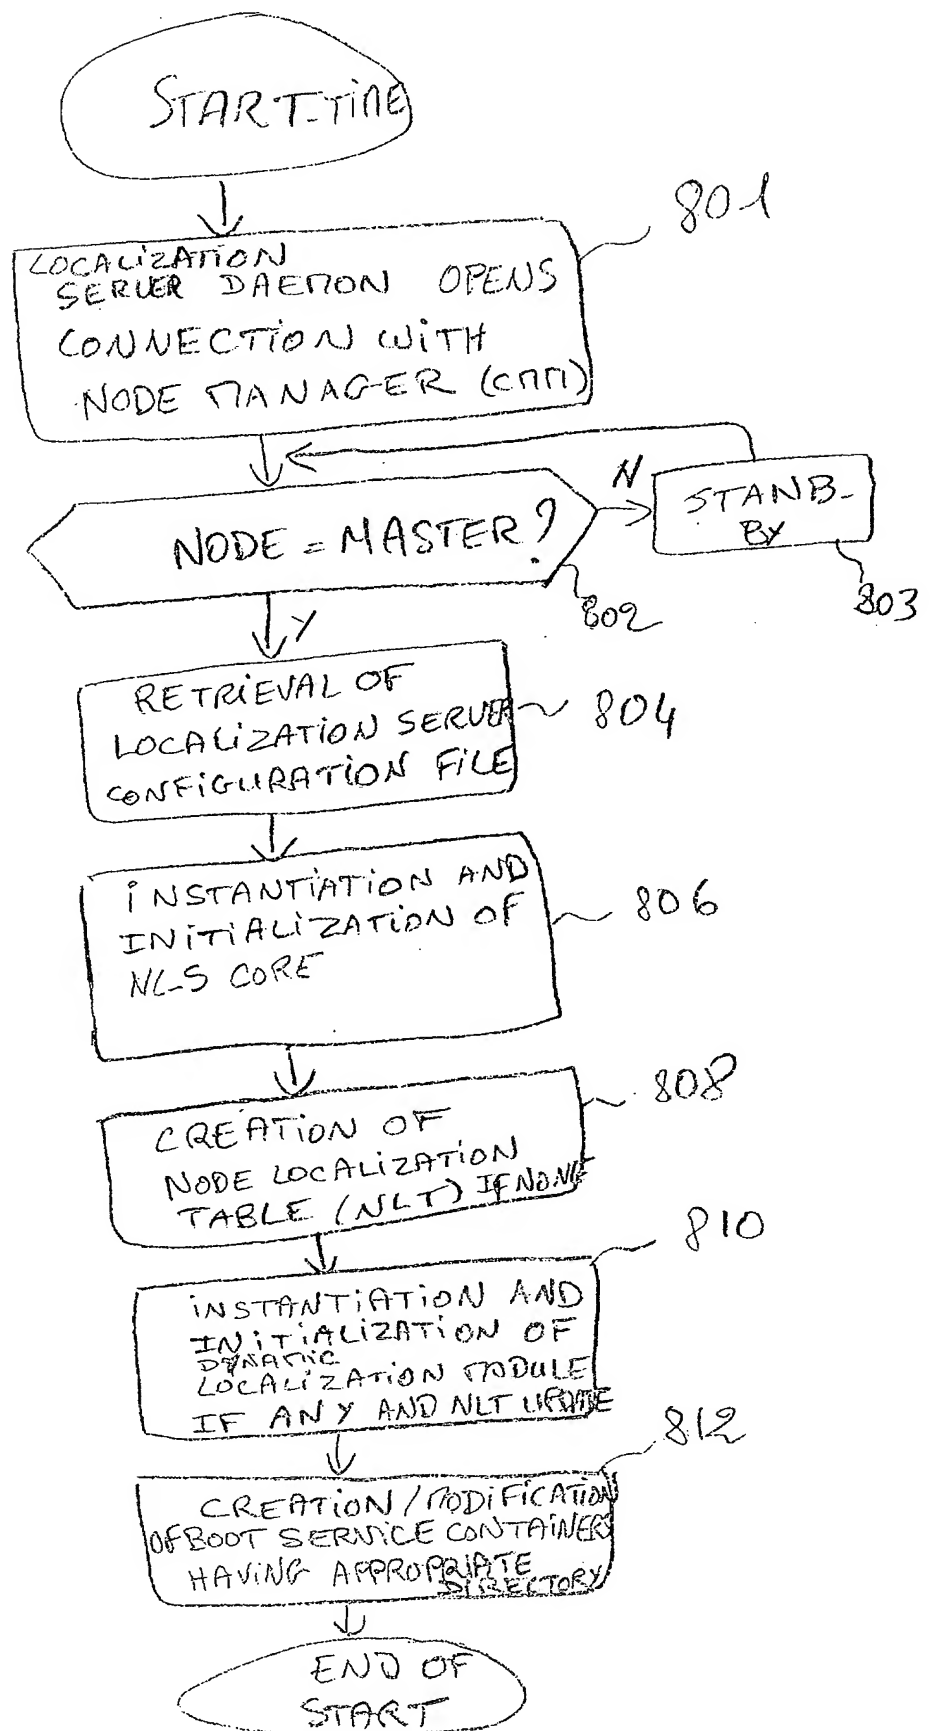 START-TIME
801
LOCALIZATION
SERVER DAEMON OPENS
CONNECTION WITH
NODE MANAGER (CMM)
N
STANB-
BY
803
NODE = MASTER?
802
Y
RETRIEVAL OF
LOCALIZATION SERVER
CONFIGURATION FILE
804
INSTANTIATION AND
INITIALIZATION OF
NLS CORE
806
CREATION OF
NODE LOCALIZATION
TABLE (NLT) IF NONE
808
INSTANTIATION AND
INITIALIZATION OF
DYNAMIC
LOCALIZATION MODULE
IF ANY AND NLT UPDATE
810
CREATION/MODIFICATION
OF BOOT SERVICE CONTAINERS
HAVING APPROPRIATE
DIRECTORY
812
END OF
START